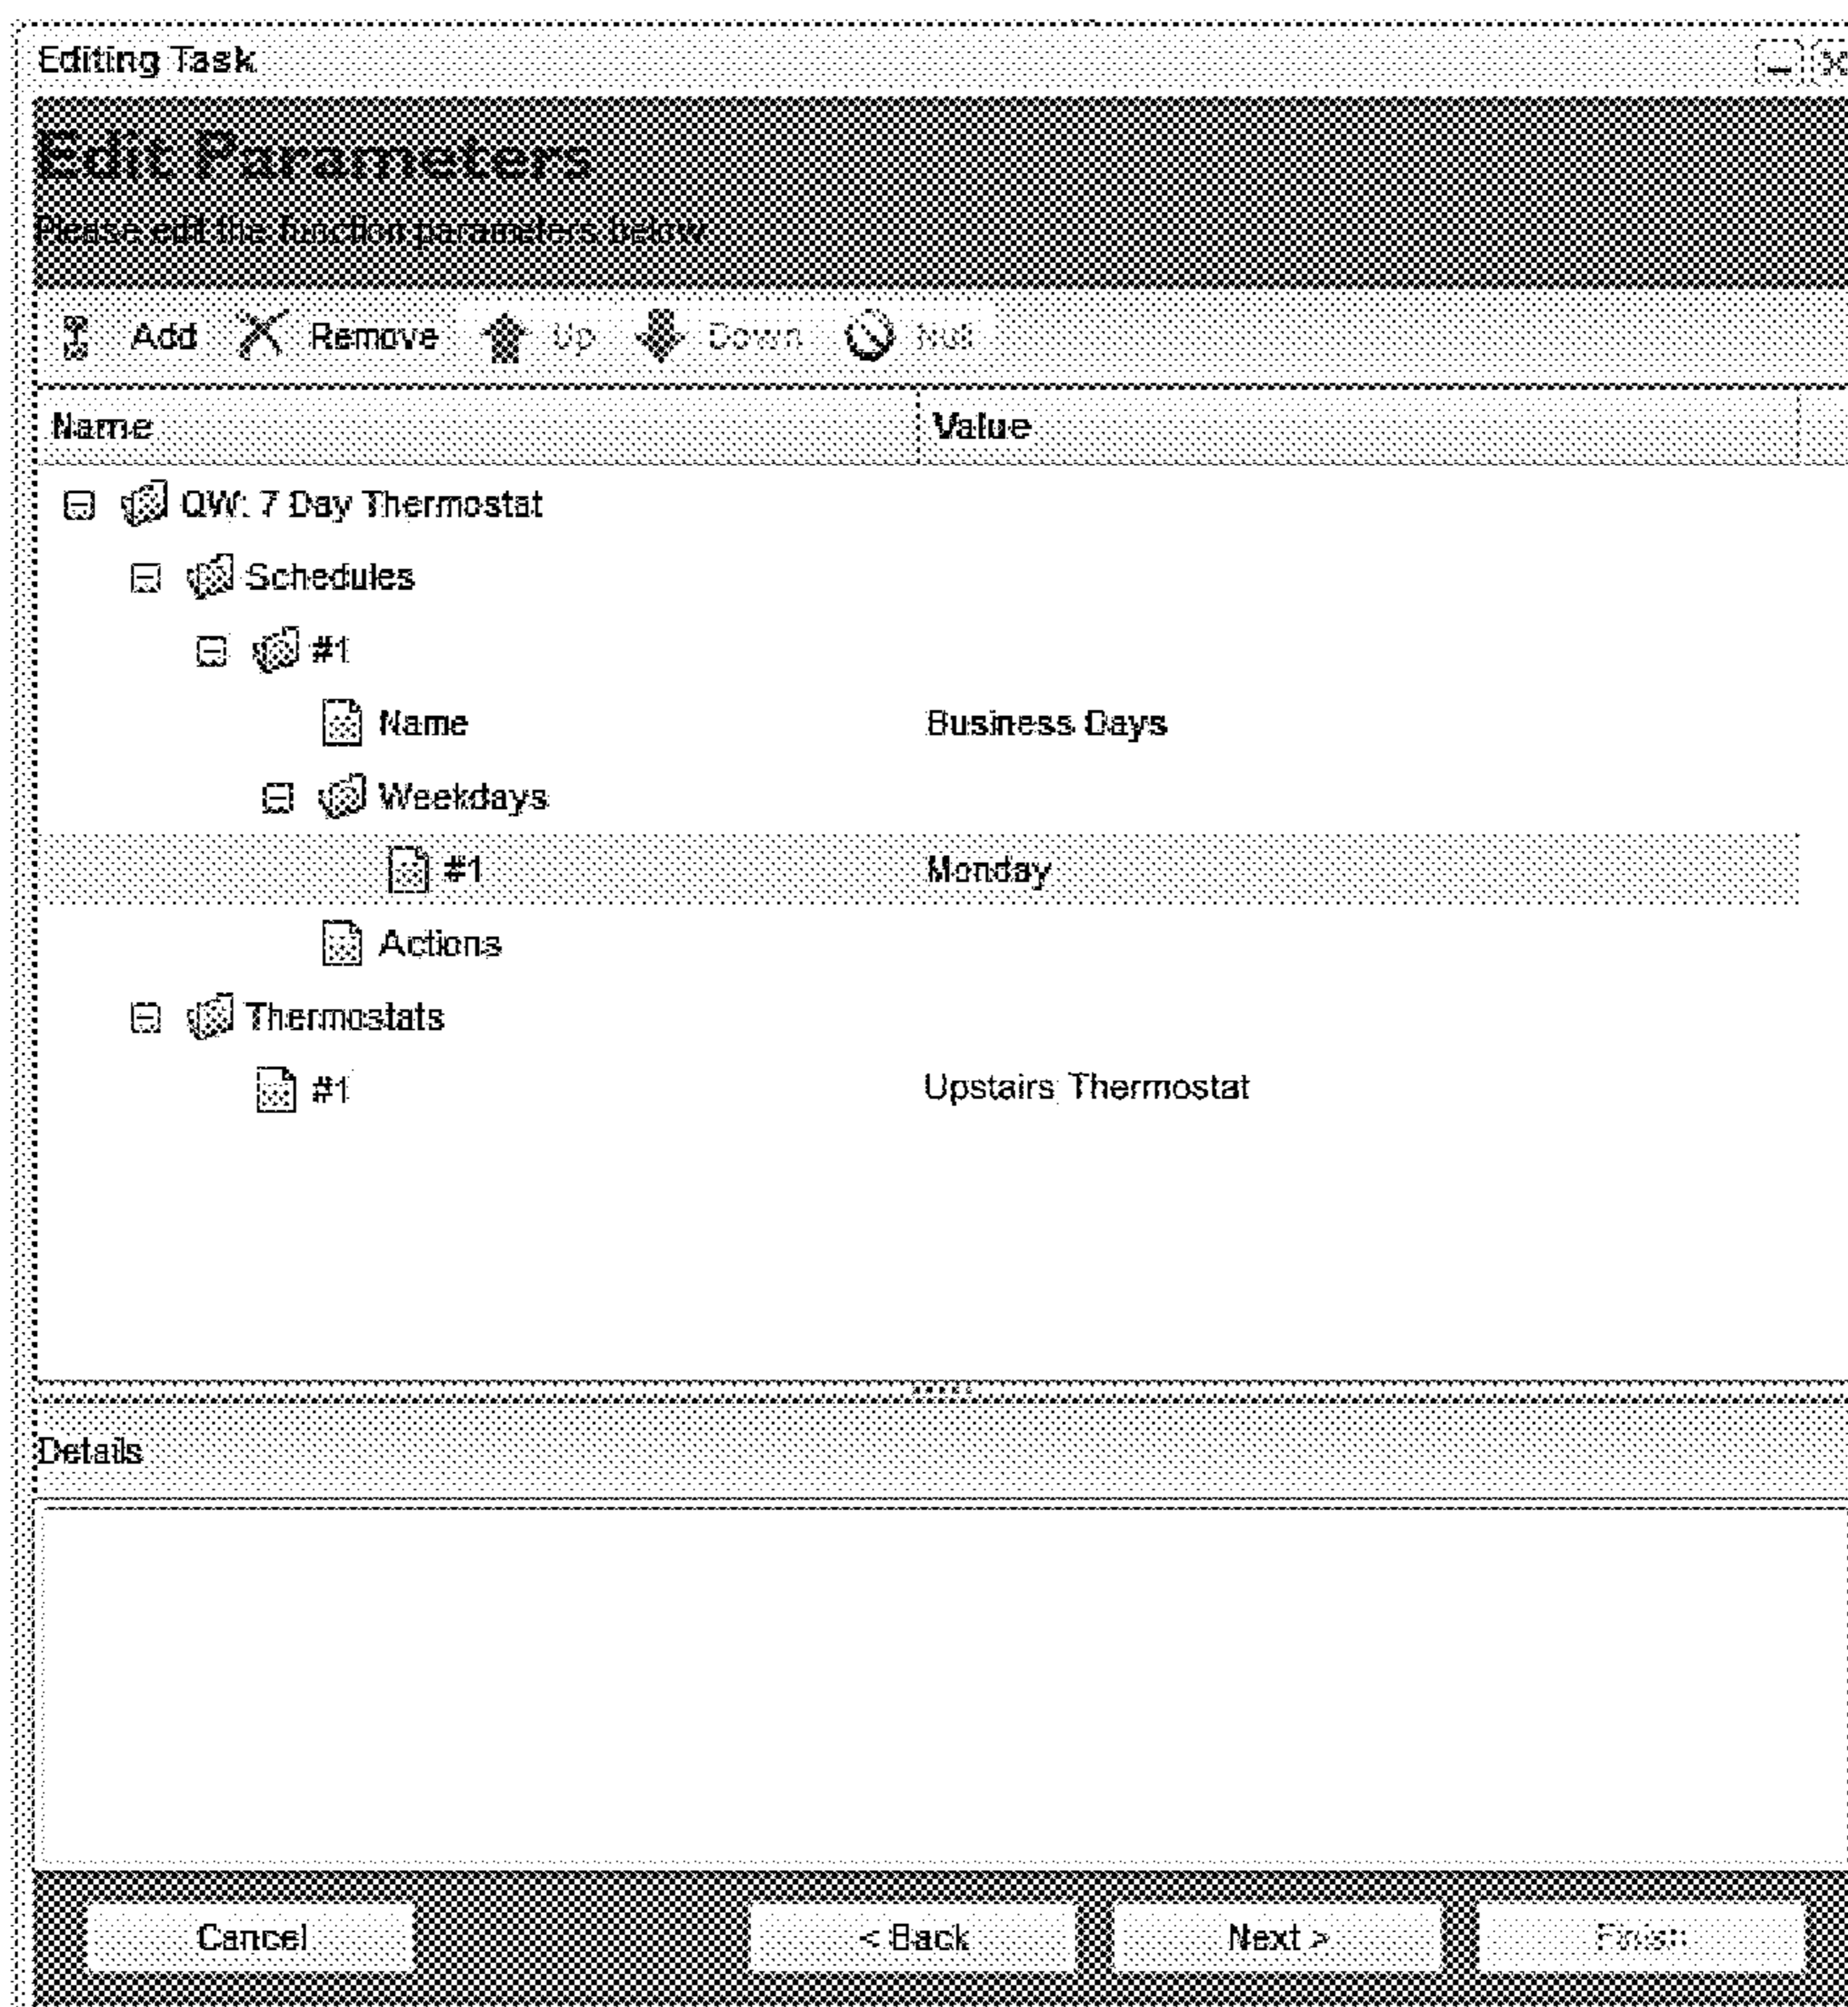 Editing Task
Edit Parameters
Please edit the function parameters below.
Add Remove Up Down Null
Name Value
QW: 7 Day Thermostat
Schedules
#1
Name Business Days
Weekdays
#1 Monday
Actions
Thermostats
#1 Upstairs Thermostat
Details
Cancel < Back Next > Finish